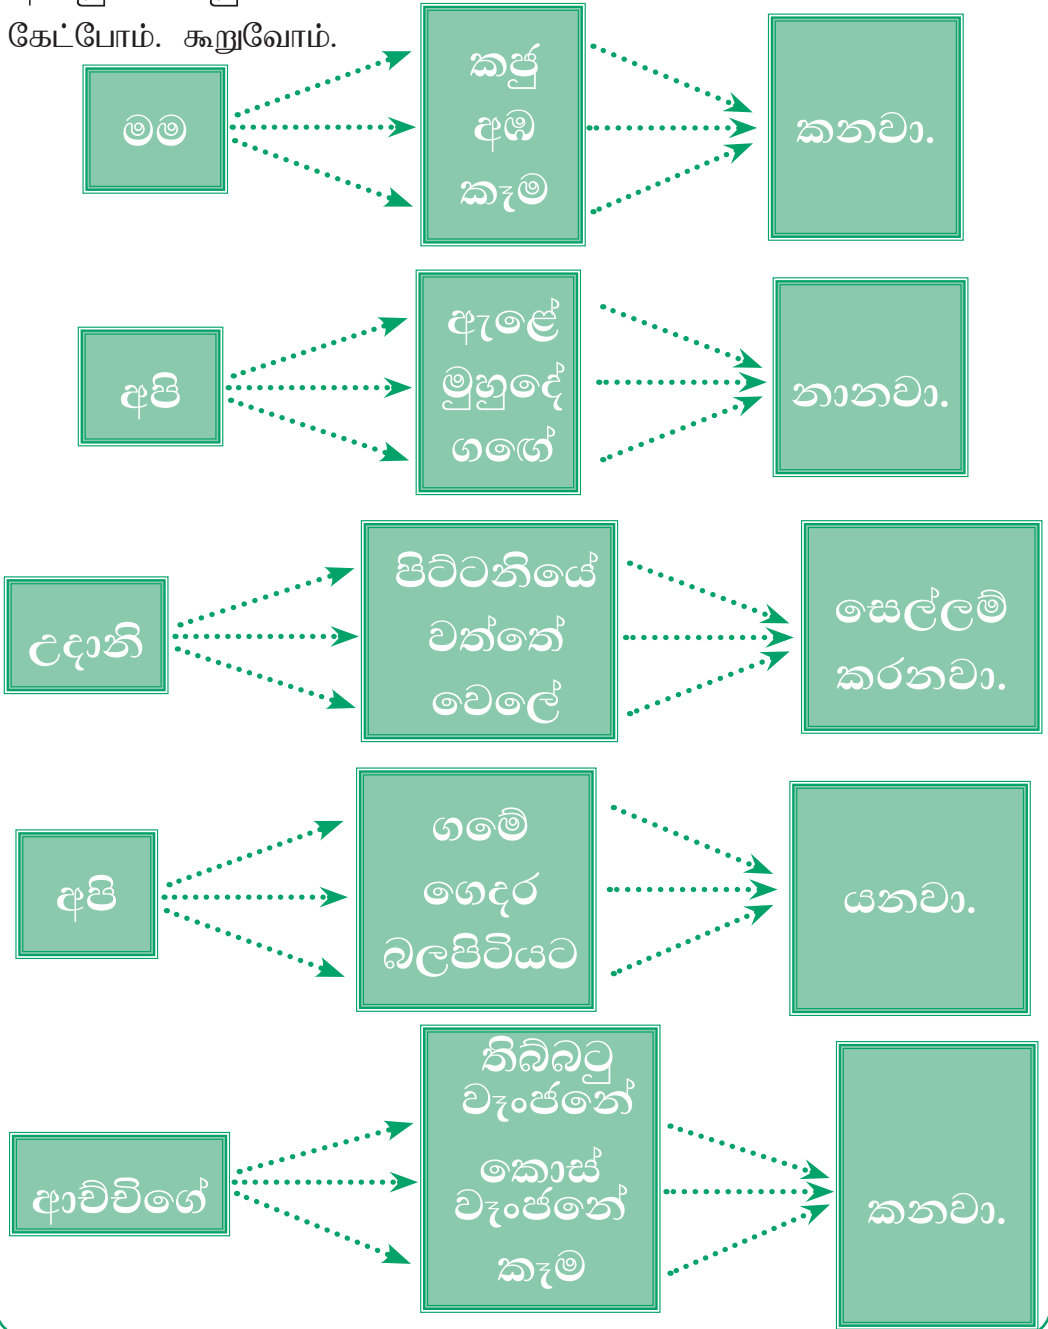 கேட்போம். கூறுவோம்.
මම
කජු
අඹ
කෑම
කනවා.
අපි
ඇළේ
මුහුදේ
ගඟේ
නානවා.
උදානි
පිට්ටනියේ
වත්තේ
වෙලේ
සෙල්ලම්
කරනවා.
අපි
ගමේ
ගෙදර
බලපිටියට
යනවා.
ආච්චිගේ
තිබ්බටු
වෑංජනේ
කොස්
වෑංජනේ
කෑම
කනවා.